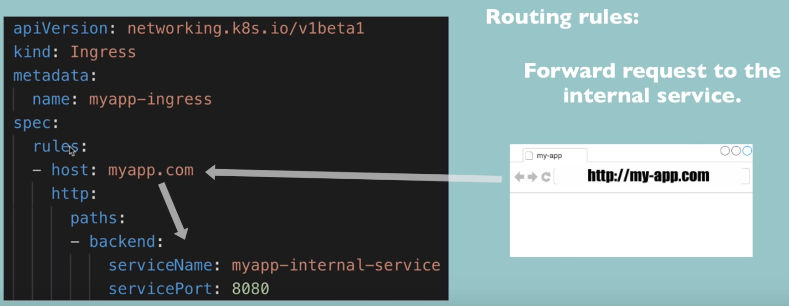 apiVersion: networking.k8s.io/v1beta1
kind: Ingress
metadata:
  name: myapp-ingress
spec:
  rules:
  - host: myapp.com
    http:
      paths:
      - backend:
          serviceName: myapp-internal-service
          servicePort: 8080
Routing rules:
Forward request to the
internal service.
my-app
http://my-app.com